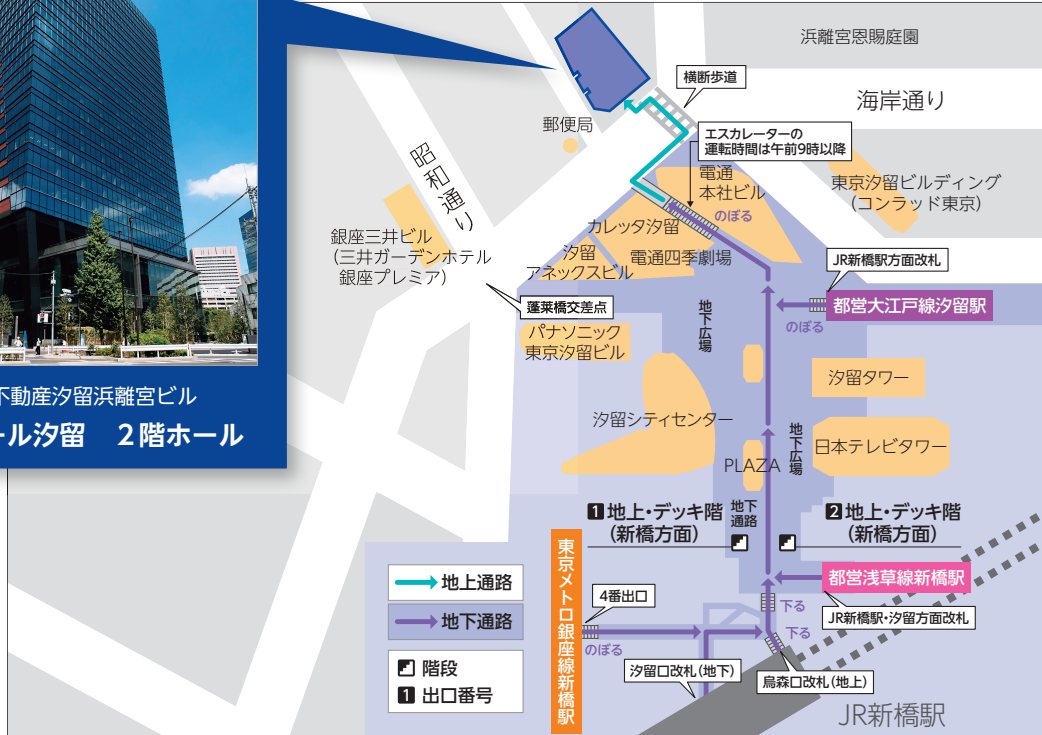 不動産汐留浜離宮ビル
ール汐留　２階ホール
浜離宮恩賜庭園
海岸通り
横断歩道
エスカレーターの
運転時間は午前9時以降
郵便局
昭和通り
電通
本社ビル
のぼる
東京汐留ビルディング
(コンラッド東京)
カレッタ汐留
銀座三井ビル
(三井ガーデンホテル
銀座プレミア)
汐留
アネックスビル
電通四季劇場
JR新橋駅方面改札
都営大江戸線汐留駅
のぼる
蓬莱橋交差点
地下広場
パナソニック
東京汐留ビル
汐留タワー
汐留シティセンター
地下広場
日本テレビタワー
PLAZA
1 地上・デッキ階
(新橋方面)
地下
通路
2 地上・デッキ階
(新橋方面)
東京メトロ銀座線新橋駅
都営浅草線新橋駅
地上通路
地下通路
階段
1 出口番号
4番出口
のぼる
下る
下る
JR新橋駅・汐留方面改札
汐留口改札(地下)
烏森口改札(地上)
JR新橋駅